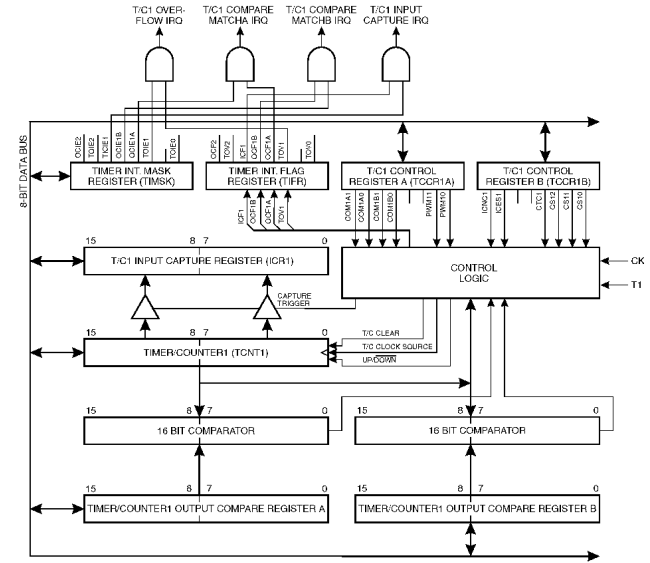 T/C1 OVER-
FLOW IRQ
T/C1 COMPARE
MATCHA IRQ
T/C1 COMPARE
MATCHB IRQ
T/C1 INPUT
CAPTURE IRQ
8-BIT DATA BUS
OCIE2
TOIE2
TICIE1
OCIE1B
OCIE1A
TOIE1
TOIE0
OCF2
TOV2
ICF1
OCF1B
OCF1A
TOV1
TOV0
TIMER INT. MASK
REGISTER (TIMSK)
TIMER INT. FLAG
REGISTER (TIFR)
T/C1 CONTROL
REGISTER A (TCCR1A)
T/C1 CONTROL
REGISTER B (TCCR1B)
ICF1
OCF1B
OCF1A
TOV1
COM1A1
COM1A0
COM1B1
COM1B0
PWM11
PWM10
ICNC1
ICES1
CTC1
CS12
CS11
CS10
15 8 7 0
T/C1 INPUT CAPTURE REGISTER (ICR1)
CONTROL
LOGIC
CK
T1
CAPTURE
TRIGGER
15 8 7 0
TIMER/COUNTER1 (TCNT1)
T/C CLEAR
T/C CLOCK SOURCE
UP/DOWN
15 8 7 0
16 BIT COMPARATOR
15 8 7 0
16 BIT COMPARATOR
15 8 7 0
TIMER/COUNTER1 OUTPUT COMPARE REGISTER A
15 8 7 0
TIMER/COUNTER1 OUTPUT COMPARE REGISTER B